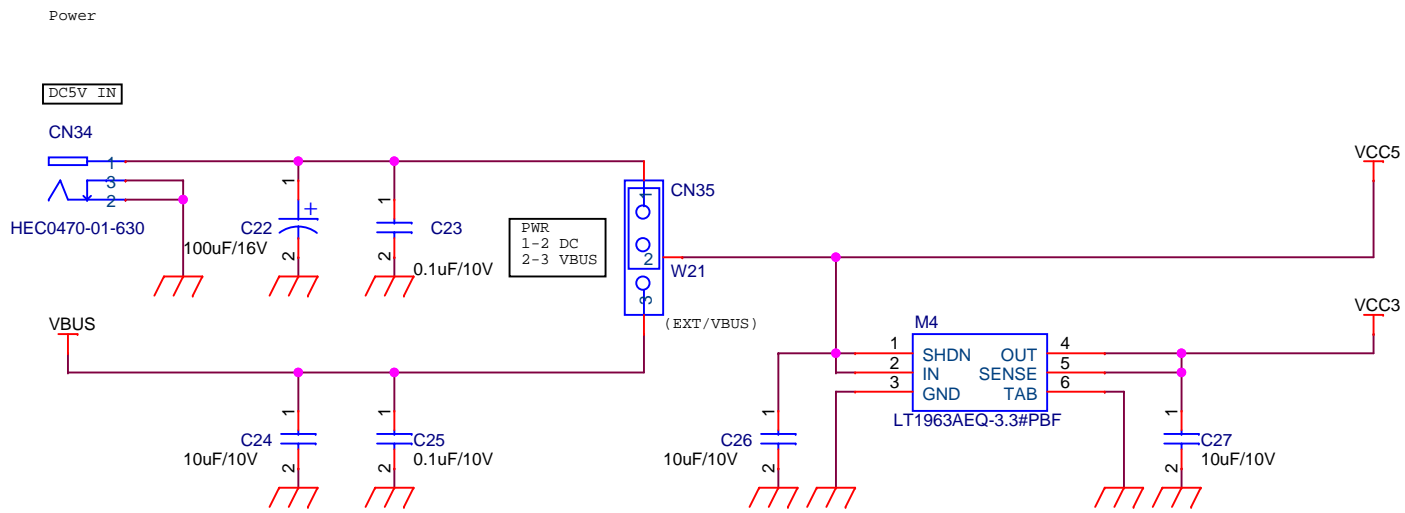 Power
DC5V IN
CN34
1
3
2
HEC0470-01-630
1
C22
100uF/16V
2
1
C23
2
0.1uF/10V
PWR
1-2 DC
2-3 VBUS
CN35
1
2
W21
3
(EXT/VBUS)
VCC5
VCC3
VBUS
1
C24
10uF/10V
2
1
C25
0.1uF/10V
2
1
C26
10uF/10V
2
M4
1 SHDN OUT 4
2 IN SENSE 5
3 GND TAB 6
LT1963AEQ-3.3#PBF
1
C27
10uF/10V
2